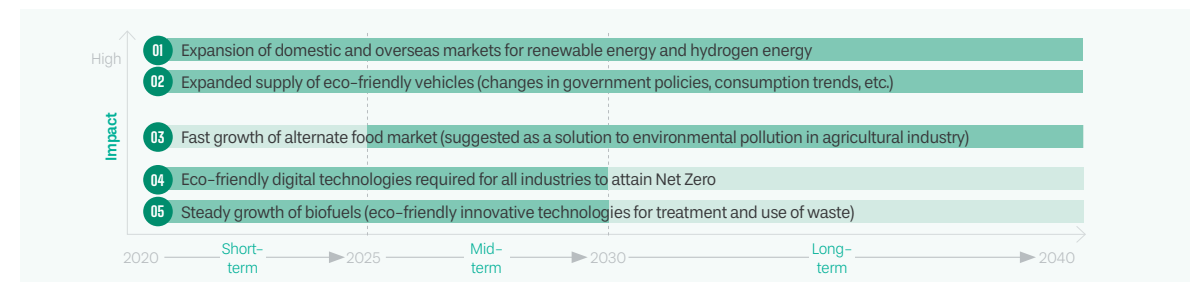 High
Impact
01 Expansion of domestic and overseas markets for renewable energy and hydrogen energy
02 Expanded supply of eco-friendly vehicles (changes in government policies, consumption trends, etc.)
03 Fast growth of alternate food market (suggested as a solution to environmental pollution in agricultural industry)
04 Eco-friendly digital technologies required for all industries to attain Net Zero
05 Steady growth of biofuels (eco-friendly innovative technologies for treatment and use of waste)
2020
Short-
term
2025
Mid-
term
2030
Long-
term
2040